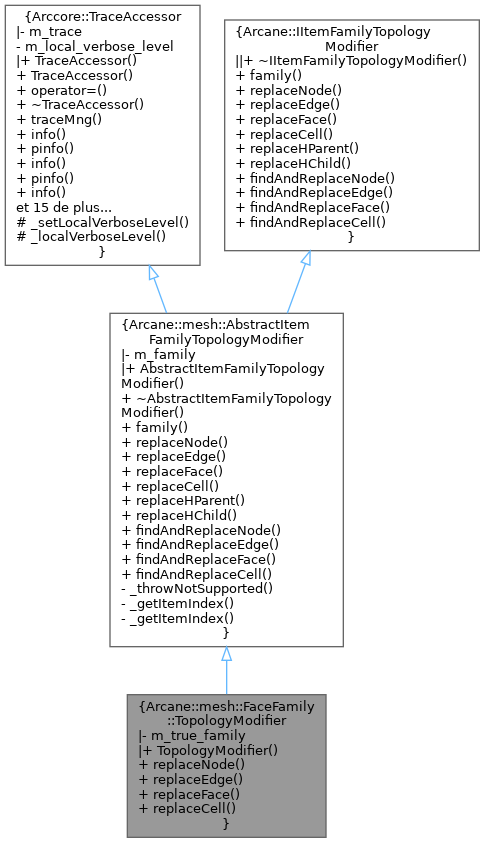 {Arccore::TraceAccessor
|- m_trace
- m_local_verbose_level
|+ TraceAccessor()
+ TraceAccessor()
+ operator=()
+ ~TraceAccessor()
+ traceMng()
+ info()
+ pinfo()
+ info()
+ pinfo()
+ info()
et 15 de plus...
# _setLocalVerboseLevel()
# _localVerboseLevel()
}
{Arcane::IItemFamilyTopology
Modifier
||+ ~IItemFamilyTopologyModifier()
+ family()
+ replaceNode()
+ replaceEdge()
+ replaceFace()
+ replaceCell()
+ replaceHParent()
+ replaceHChild()
+ findAndReplaceNode()
+ findAndReplaceEdge()
+ findAndReplaceFace()
+ findAndReplaceCell()
}
{Arcane::mesh::AbstractItem
FamilyTopologyModifier
|- m_family
|+ AbstractItemFamilyTopology
Modifier()
+ ~AbstractItemFamilyTopology
Modifier()
+ family()
+ replaceNode()
+ replaceEdge()
+ replaceFace()
+ replaceCell()
+ replaceHParent()
+ replaceHChild()
+ findAndReplaceNode()
+ findAndReplaceEdge()
+ findAndReplaceFace()
+ findAndReplaceCell()
- _throwNotSupported()
- _getItemIndex()
- _getItemIndex()
}
{Arcane::mesh::FaceFamily
::TopologyModifier
|- m_true_family
|+ TopologyModifier()
+ replaceNode()
+ replaceEdge()
+ replaceFace()
+ replaceCell()
}